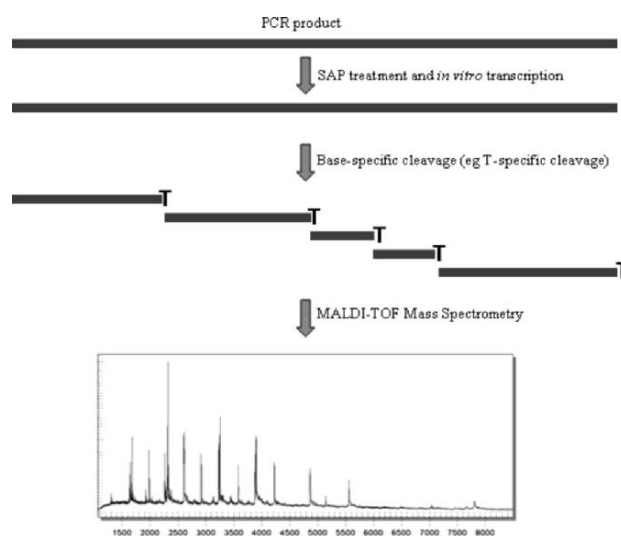 PCR product
SAP treatment and in vitro transcription
Base-specific cleavage (eg T-specific cleavage)
T
T
T
T
T
MALDI-TOF Mass Spectrometry
1500 2000 2500 3000 3500 4000 4500 5000 5500 6000 6500 7000 7500 8000